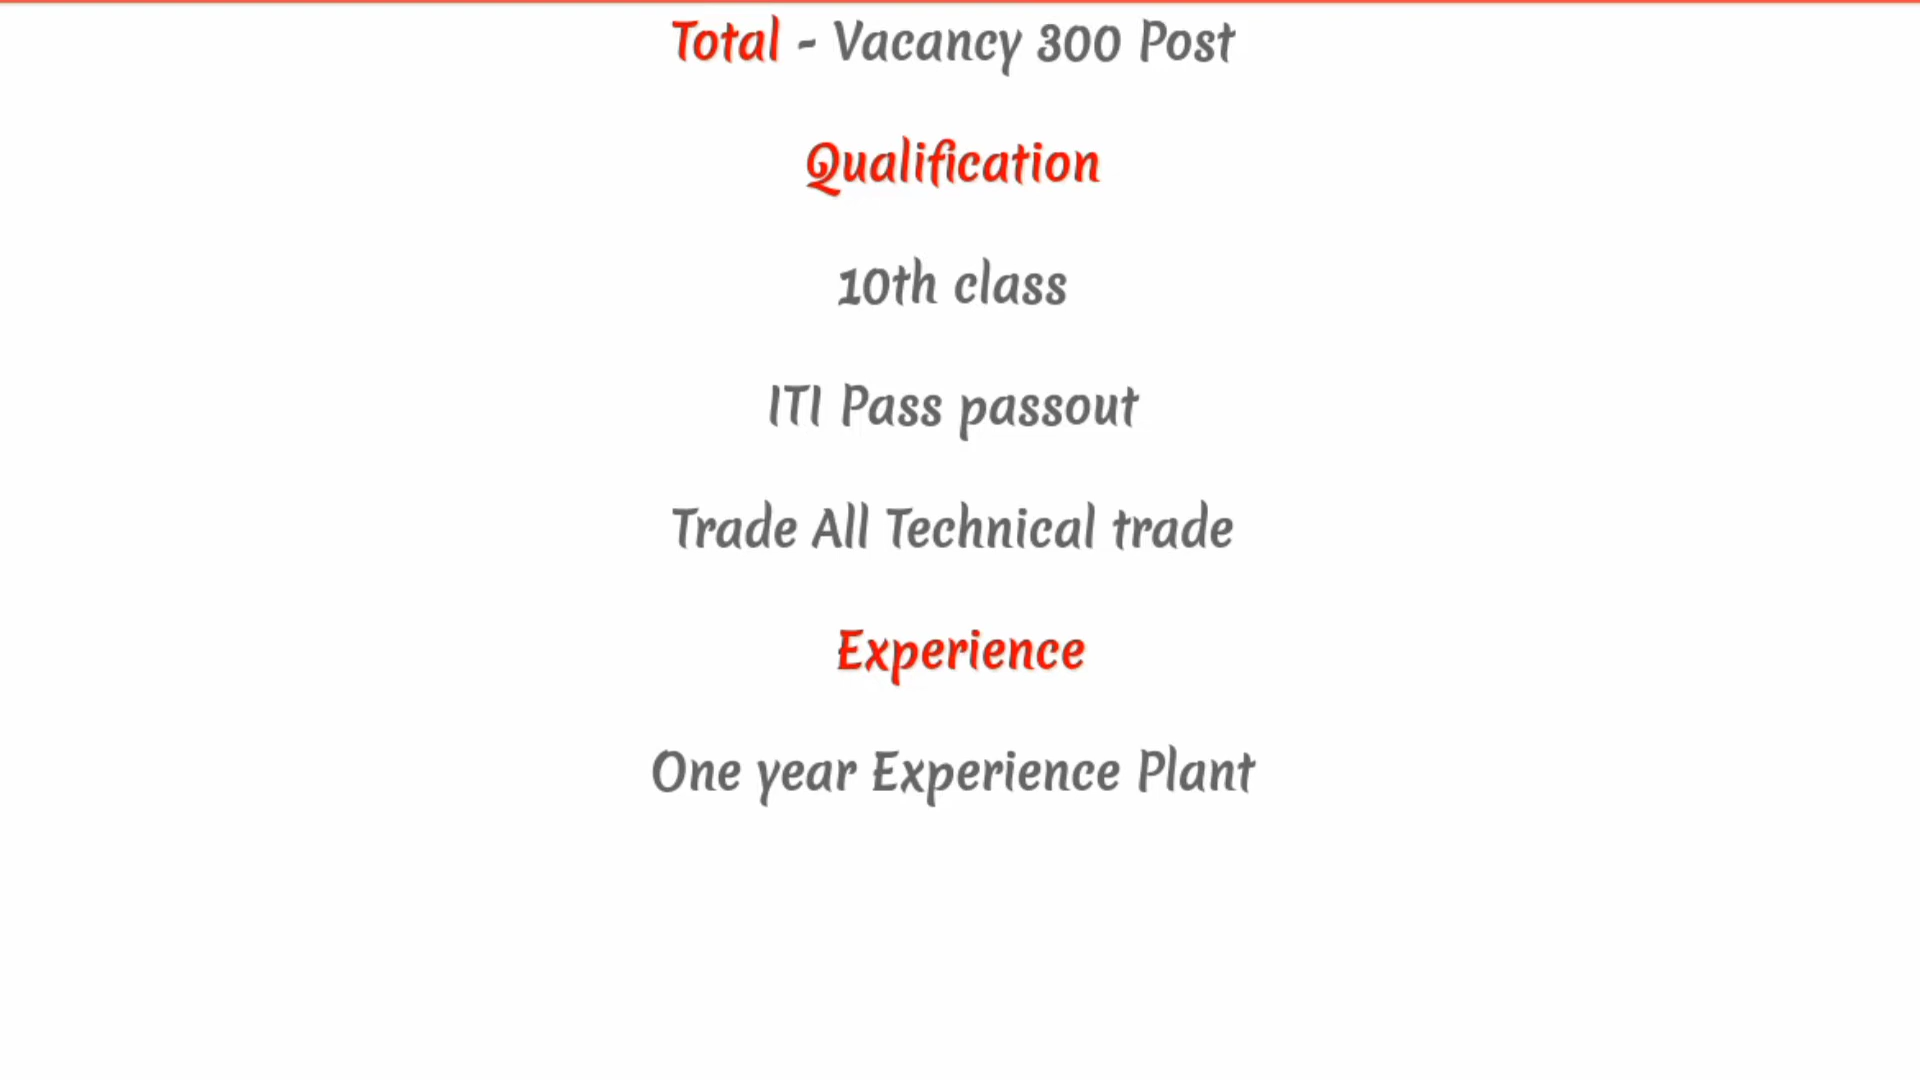 Total - Vacancy 300 Post
Qualification
10th class
ITI Pass passout
Trade All Technical trade
Experience
One year Experience Plant